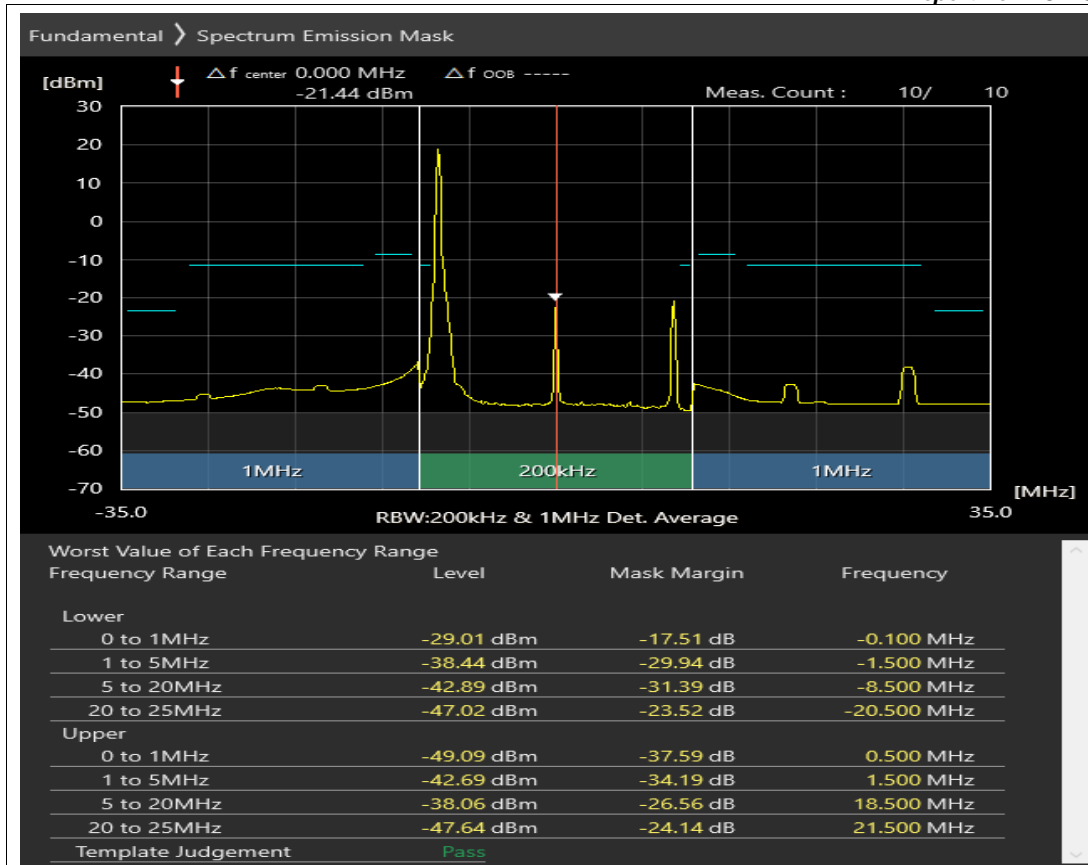 Fundamental ❯ Spectrum Emission Mask
[dBm] △f center 0.000 MHz △f OOB -----
-21.44 dBm Meas. Count : 10/ 10
30
20
10
0
-10
-20
-30
-40
-50
-60
1MHz 200kHz 1MHz
-70
[MHz]
-35.0 RBW:200kHz & 1MHz Det. Average 35.0
Worst Value of Each Frequency Range
Frequency Range Level Mask Margin Frequency
Lower
0 to 1MHz -29.01 dBm -17.51 dB -0.100 MHz
1 to 5MHz -38.44 dBm -29.94 dB -1.500 MHz
5 to 20MHz -42.89 dBm -31.39 dB -8.500 MHz
20 to 25MHz -47.02 dBm -23.52 dB -20.500 MHz
Upper
0 to 1MHz -49.09 dBm -37.59 dB 0.500 MHz
1 to 5MHz -42.69 dBm -34.19 dB 1.500 MHz
5 to 20MHz -38.06 dBm -26.56 dB 18.500 MHz
20 to 25MHz -47.64 dBm -24.14 dB 21.500 MHz
Template Judgement Pass